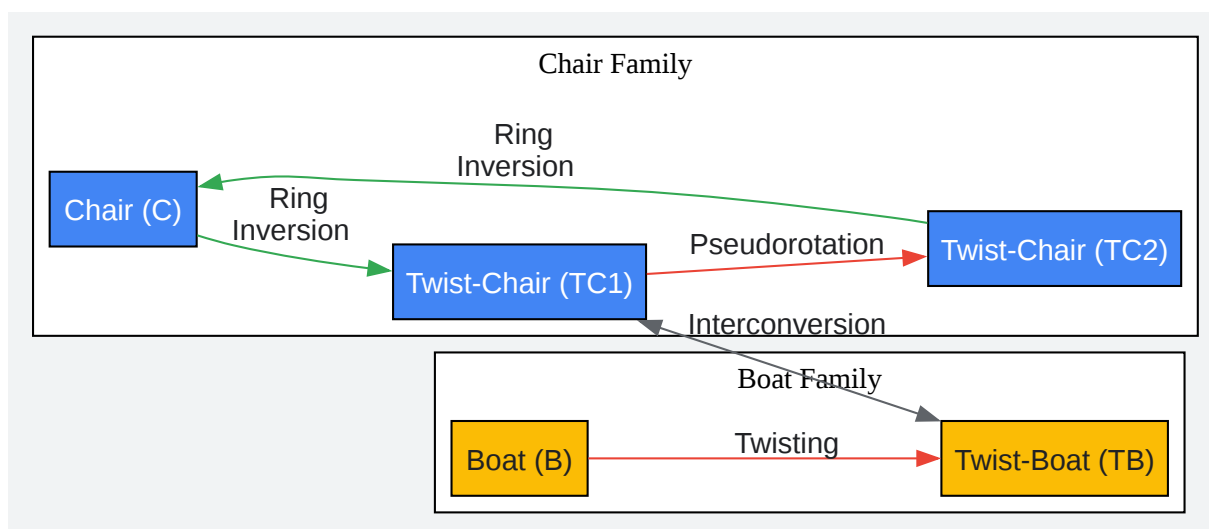 Chair Family
Ring
Inversion
Chair (C)
Ring
Inversion
Twist-Chair (TC1)
Pseudorotation
Twist-Chair (TC2)
Interconversion
Boat Family
Boat (B)
Twisting
Twist-Boat (TB)